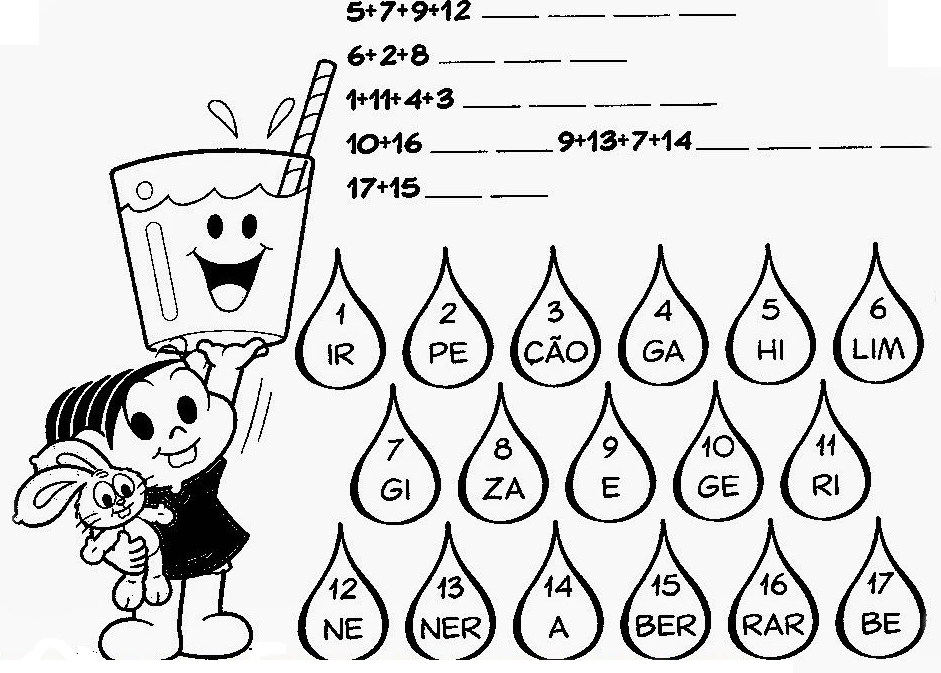 5+7+9+12
6+2+8
1+11+4+3
10+16 9+13+7+14
17+15
1 2 3 4 5 6
IR PE ÇÃO GA HI LIM
7 8 9 10 11
GI ZA E GE RI
12 13 14 15 16 17
NE NER A BER RAR BE